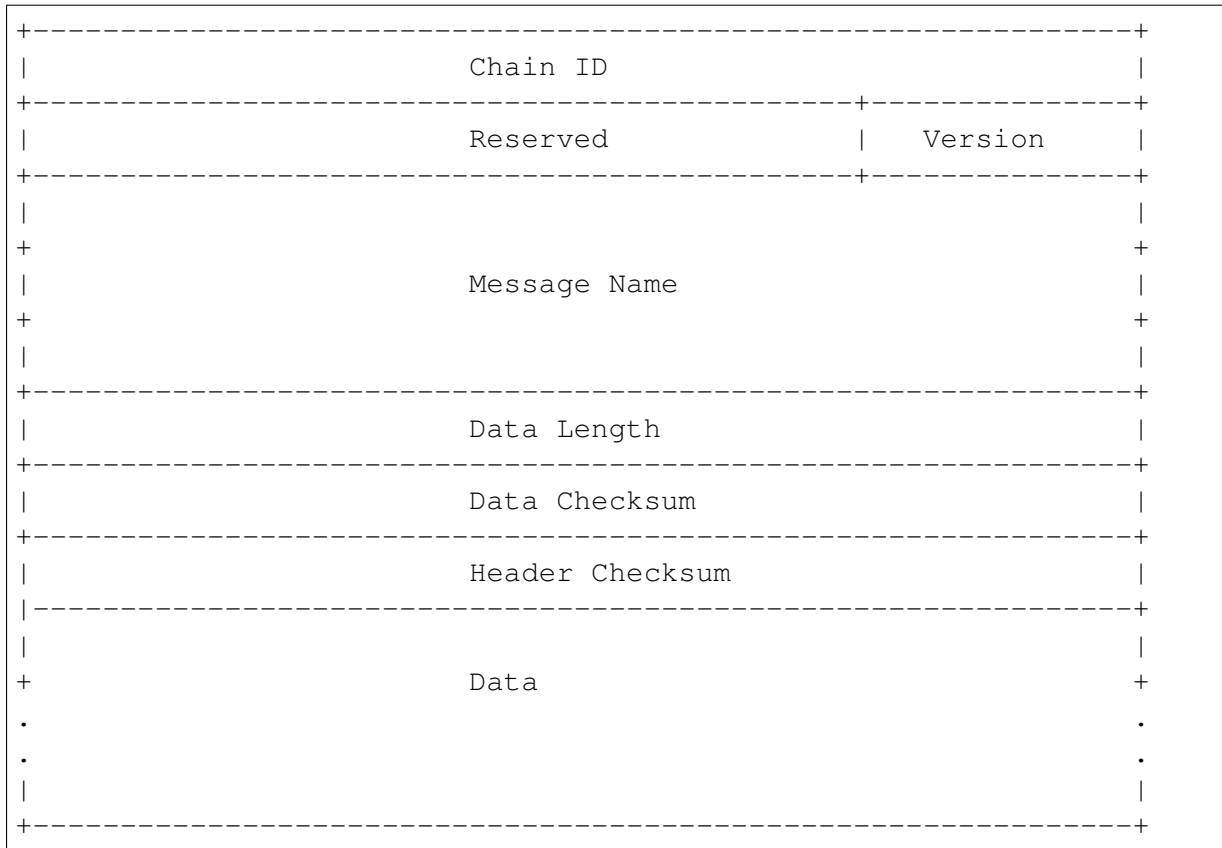 Chain ID
Reserved | Version
Message Name
Data Length
Data Checksum
Header Checksum
Data